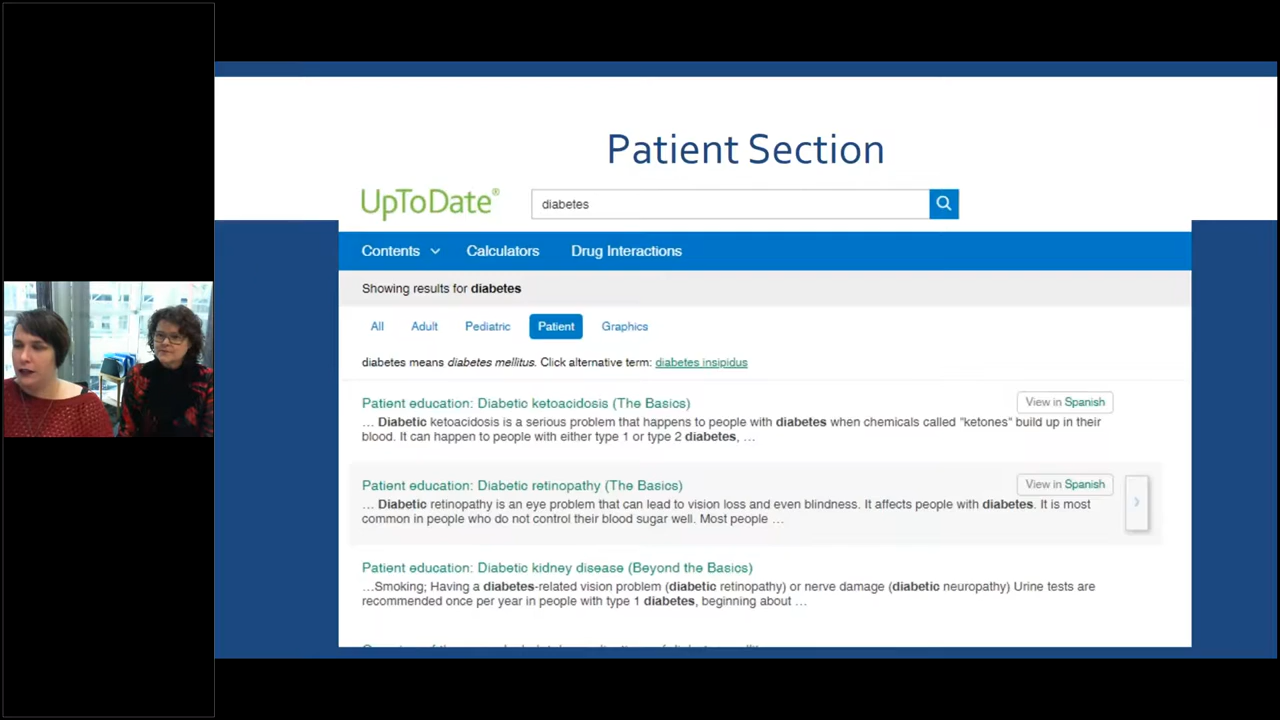 Patient Section
UpToDate®
diabetes
Contents
Calculators
Drug Interactions
Showing results for diabetes
All
Adult
Pediatric
Patient
Graphics
diabetes means diabetes mellitus. Click alternative term: diabetes insipidus
Patient education: Diabetic ketoacidosis (The Basics)
View in Spanish
... Diabetic ketoacidosis is a serious problem that happens to people with diabetes when chemicals called "ketones" build up in their
blood. It can happen to people with either type 1 or type 2 diabetes, ...
Patient education: Diabetic retinopathy (The Basics)
View in Spanish
... Diabetic retinopathy is an eye problem that can lead to vision loss and even blindness. It affects people with diabetes. It is most
common in people who do not control their blood sugar well. Most people ...
Patient education: Diabetic kidney disease (Beyond the Basics)
...Smoking; Having a diabetes-related vision problem (diabetic retinopathy) or nerve damage (diabetic neuropathy) Urine tests are
recommended once per year in people with type 1 diabetes, beginning about ...